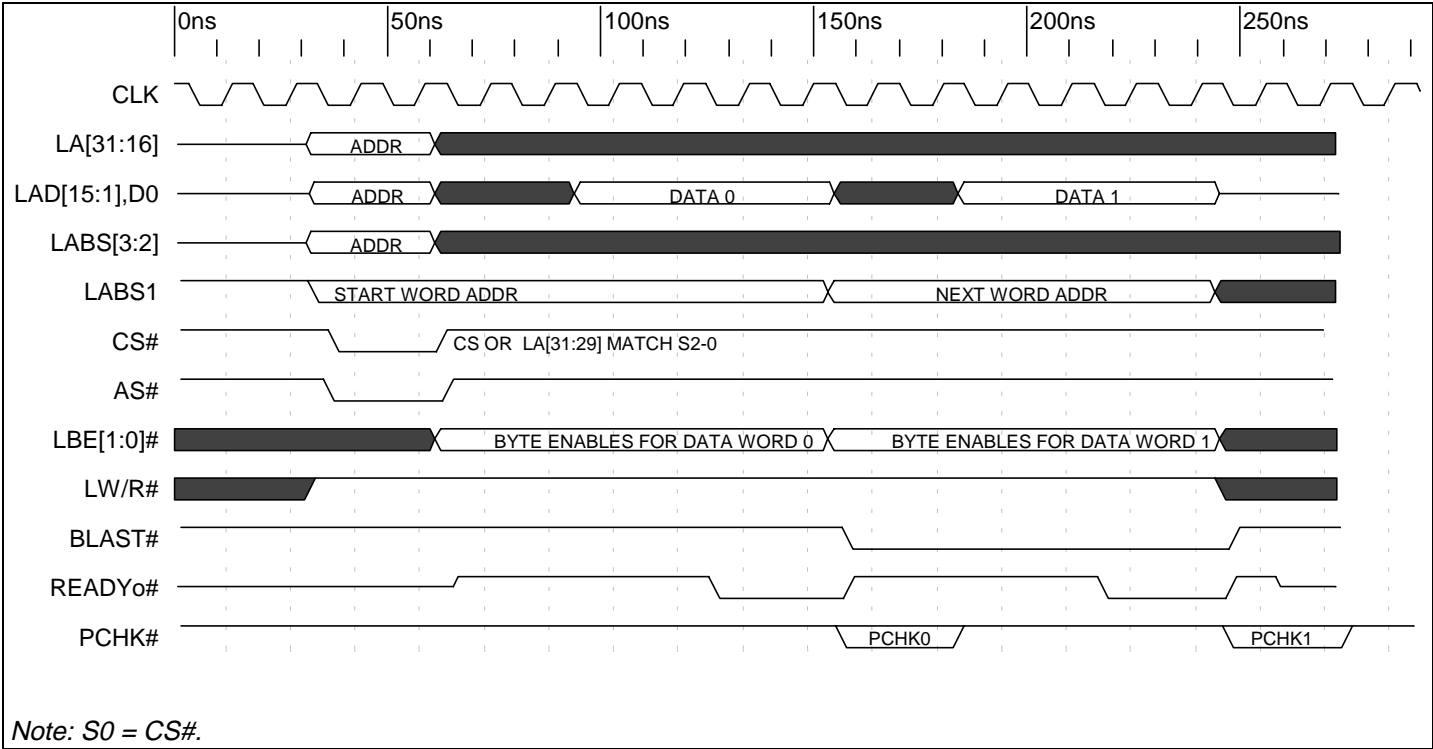 0ns 50ns 100ns 150ns 200ns 250ns
CLK
LA[31:16] ADDR
LAD[15:1],D0 ADDR DATA 0 DATA 1
LABS[3:2] ADDR
LABS1 START WORD ADDR NEXT WORD ADDR
CS# CS OR LA[31:29] MATCH S2-0
AS#
LBE[1:0]# BYTE ENABLES FOR DATA WORD 0 BYTE ENABLES FOR DATA WORD 1
LW/R#
BLAST#
READYo#
PCHK# PCHK0 PCHK1
Note: S0 = CS#.